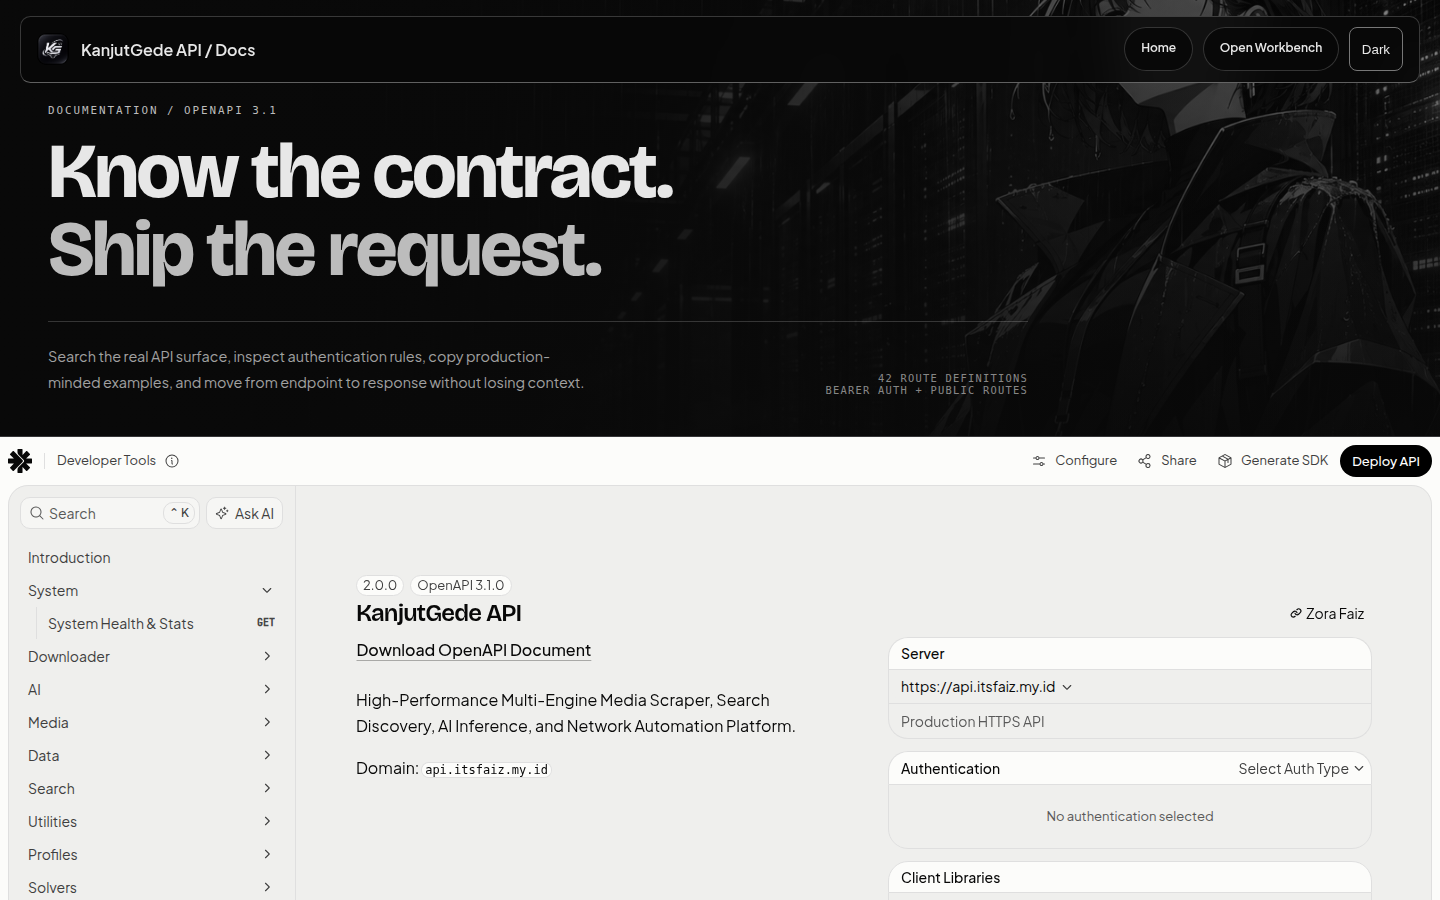 KG
KanjutGede API / Docs
Home
Open Workbench
Dark
DOCUMENTATION / OPENAPI 3.1
Know the contract.
Ship the request.
Search the real API surface, inspect authentication rules, copy production-
minded examples, and move from endpoint to response without losing context.
42 ROUTE DEFINITIONS
BEARER AUTH + PUBLIC ROUTES
Developer Tools
Configure
Share
Generate SDK
Deploy API
Search
⌃ K
Ask AI
Introduction
System
System Health & Stats
GET
Downloader
AI
Media
Data
Search
Utilities
Profiles
Solvers
2.0.0
OpenAPI 3.1.0
KanjutGede API
Download OpenAPI Document
High-Performance Multi-Engine Media Scraper, Search
Discovery, AI Inference, and Network Automation Platform.
Domain: api.itsfaiz.my.id
Zora Faiz
Server
https://api.itsfaiz.my.id
Production HTTPS API
Authentication
Select Auth Type
No authentication selected
Client Libraries